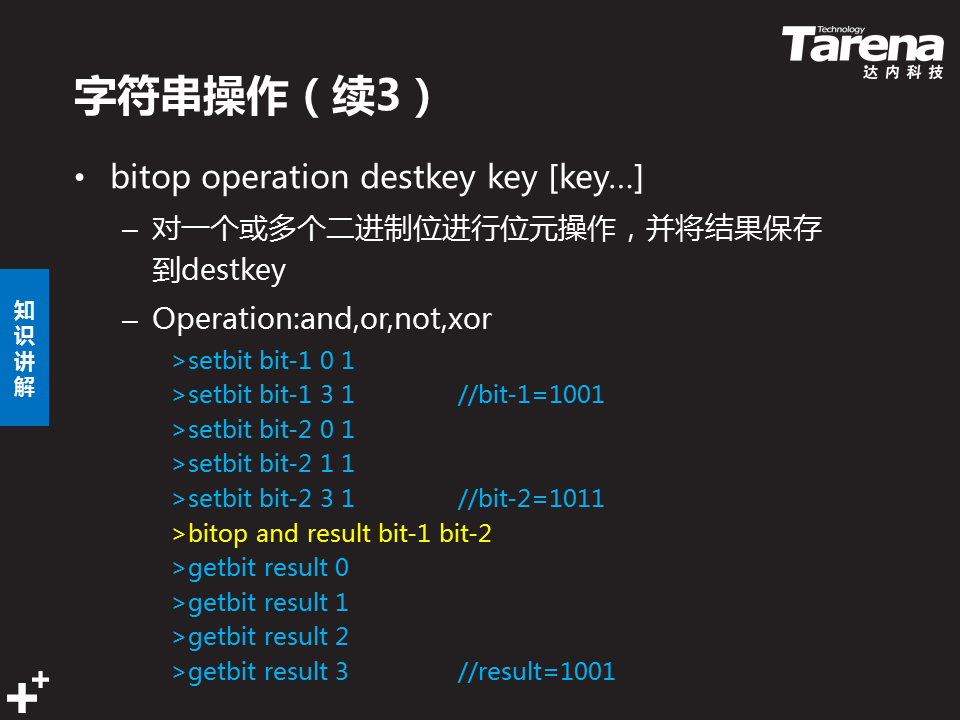 Technology
Tarena
达内科技
字符串操作（续3）
• bitop operation destkey key [key…]
– 对一个或多个二进制位进行位元操作，并将结果保存
到destkey
– Operation:and,or,not,xor
知
识
讲
解
>setbit bit-1 0 1
>setbit bit-1 3 1 //bit-1=1001
>setbit bit-2 0 1
>setbit bit-2 1 1
>setbit bit-2 3 1 //bit-2=1011
>bitop and result bit-1 bit-2
>getbit result 0
>getbit result 1
>getbit result 2
>getbit result 3 //result=1001